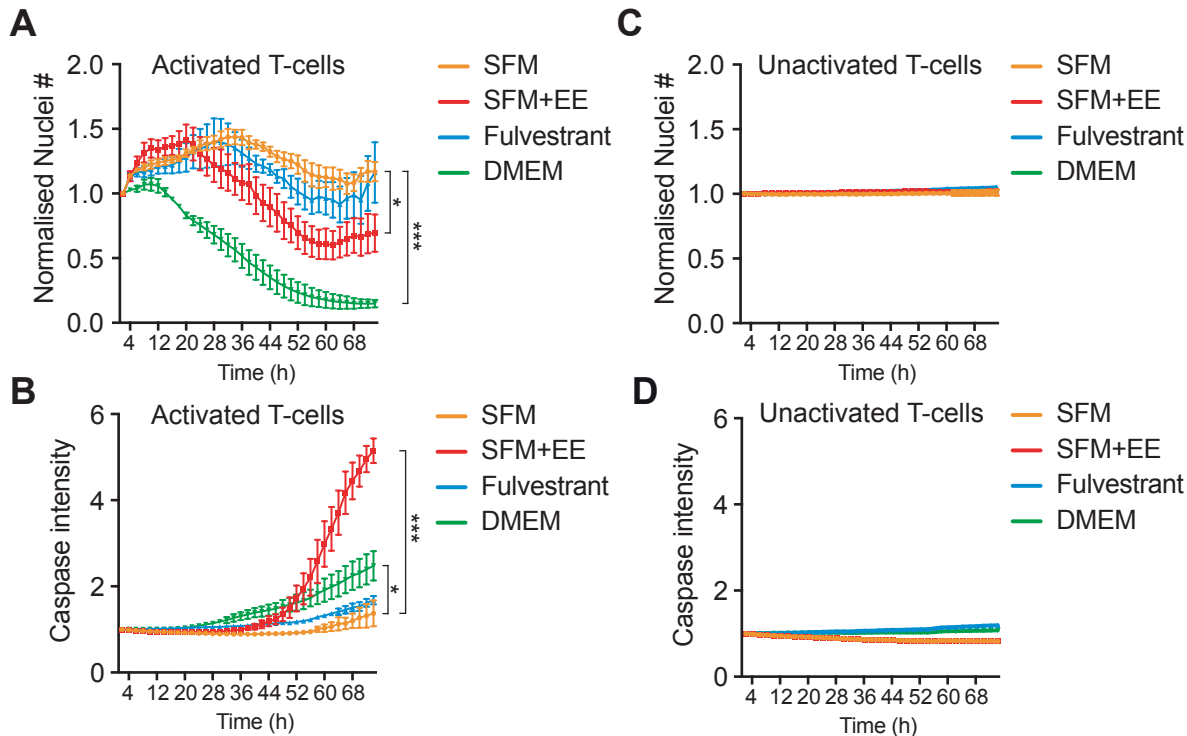 A
Activated T-cells
Normalised Nuclei #
2.0
1.5
1.0
0.5
0.0
4 12 20 28 36 44 52 60 68
Time (h)
SFM
SFM+EE
Fulvestrant
DMEM
*
***
C
Unactivated T-cells
Normalised Nuclei #
2.0
1.5
1.0
0.5
0.0
4 12 20 28 36 44 52 60 68
Time (h)
SFM
SFM+EE
Fulvestrant
DMEM
B
Activated T-cells
Caspase intensity
6
4
2
0
4 12 20 28 36 44 52 60 68
Time (h)
SFM
SFM+EE
Fulvestrant
DMEM
***
*
D
Unactivated T-cells
Caspase intensity
6
4
2
0
4 12 20 28 36 44 52 60 68
Time (h)
SFM
SFM+EE
Fulvestrant
DMEM